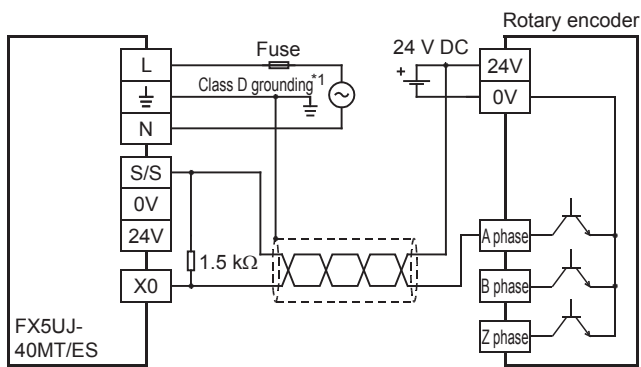 Rotary encoder
L
Fuse
24 V DC
24V
Class D grounding*1
+
0V
N
S/S
0V
24V
1.5 kΩ
X0
A phase
B phase
Z phase
FX5UJ-
40MT/ES